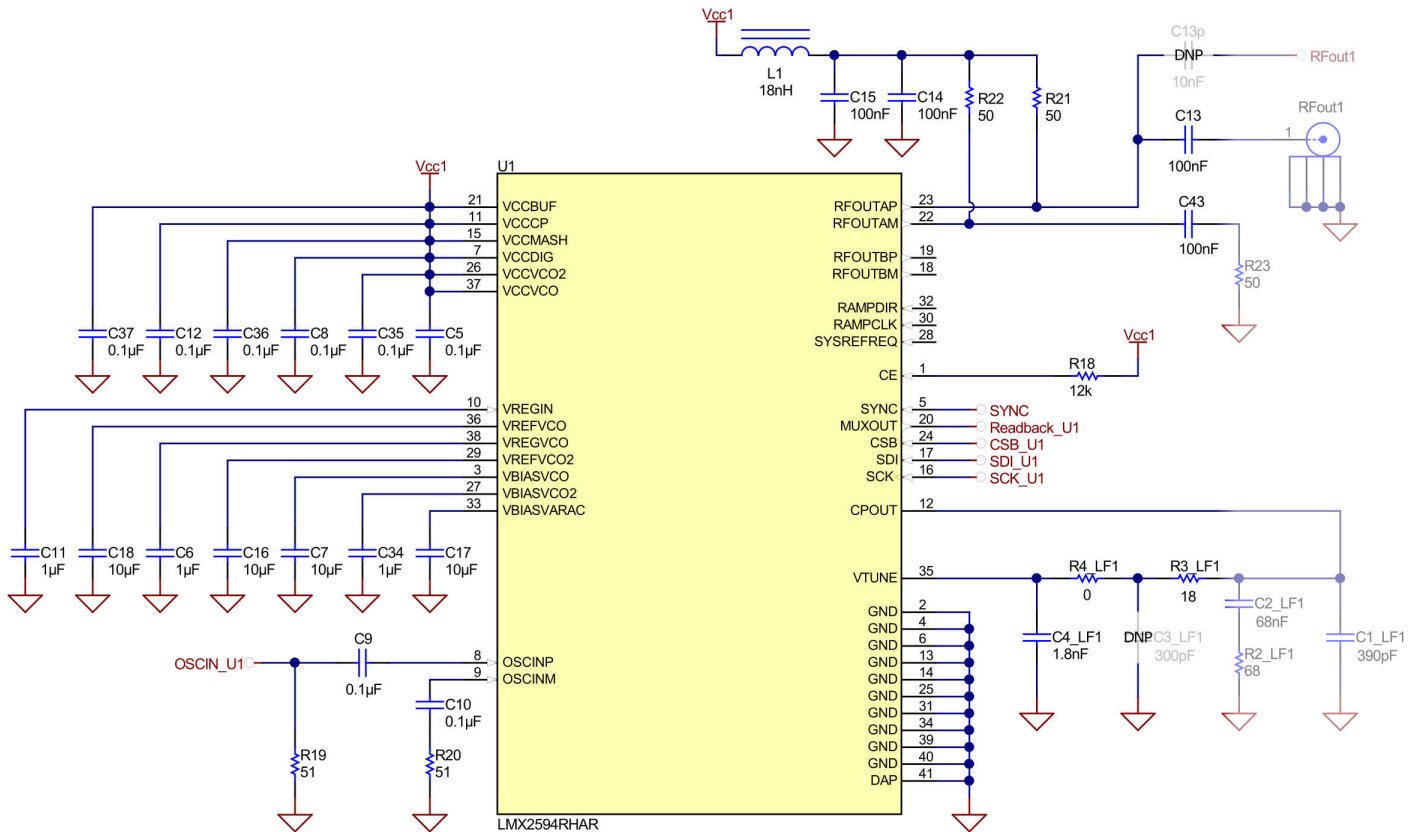 Vcc1
L1
18nH
C15
100nF
C14
100nF
R22
50
R21
50
C13p
DNP
10nF
RFout1
C13
100nF
RFout1
1
C43
100nF
R23
50
Vcc1
U1
21 VCCBUF
11 VCCCP
15 VCCMASH
7 VCCDIG
26 VCCVCO2
37 VCCVCO
C37
0.1µF
C12
0.1µF
C36
0.1µF
C8
0.1µF
C35
0.1µF
C5
0.1µF
10 VREGIN
36 VREFVCO
38 VREGVCO
29 VREFVCO2
3 VBIASVCO
27 VBIASVCO2
33 VBIASVARAC
C11
1µF
C18
10µF
C6
1µF
C16
10µF
C7
10µF
C34
1µF
C17
10µF
OSCIN_U1
C9
0.1µF
8 OSCINP
9 OSCINM
C10
0.1µF
R19
51
R20
51
RFOUTAP 23
RFOUTAM 22
RFOUTBP 19
RFOUTBM 18
RAMPDIR 32
RAMPCLK 30
SYSREFREQ 28
CE 1
R18
12k
Vcc1
SYNC 5 SYNC
MUXOUT 20 Readback_U1
CSB 24 CSB_U1
SDI 17 SDI_U1
SCK 16 SCK_U1
CPOUT 12
VTUNE 35
R4_LF1
0
R3_LF1
18
C4_LF1
1.8nF
DNP C3_LF1
300pF
C2_LF1
68nF
R2_LF1
68
C1_LF1
390pF
GND 2
GND 4
GND 6
GND 13
GND 14
GND 25
GND 31
GND 34
GND 39
GND 40
DAP 41
LMX2594RHAR